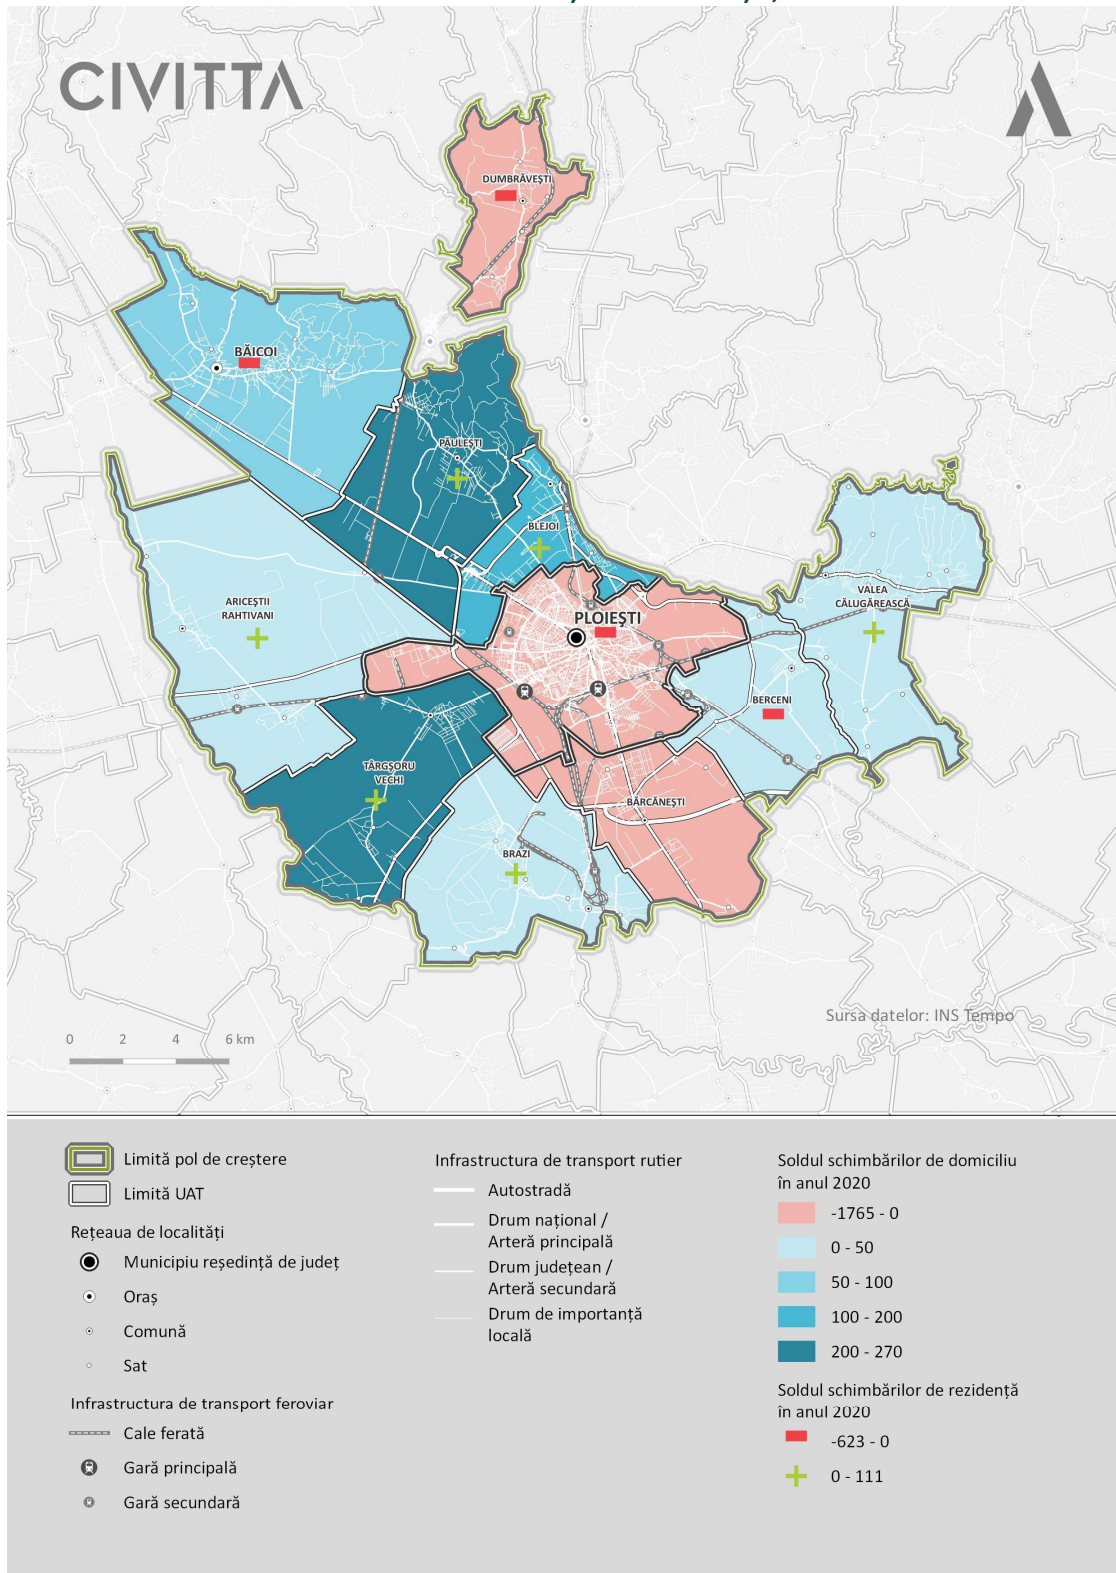 CIVITTA
DUMBRĂVEȘTI
BĂICOI
PĂULEȘTI
BLEJOI
ARICEȘTII
RAHTIVANI
PLOIEȘTI
VALEA
CĂLUGĂREASCĂ
BERCENI
TÂRGȘORU
VECHI
BĂRCĂNEȘTI
BRAZI
Sursa datelor: INS Tempo
0 2 4 6 km
Limită pol de creștere
Limită UAT
Rețeaua de localități
Municipiu reședință de județ
Oraș
Comună
Sat
Infrastructura de transport feroviar
Cale ferată
Gară principală
Gară secundară
Infrastructura de transport rutier
Autostradă
Drum național /
Arteră principală
Drum județean /
Arteră secundară
Drum de importanță
locală
Soldul schimbărilor de domiciliu
în anul 2020
-1765 - 0
0 - 50
50 - 100
100 - 200
200 - 270
Soldul schimbărilor de rezidență
în anul 2020
-623 - 0
0 - 111